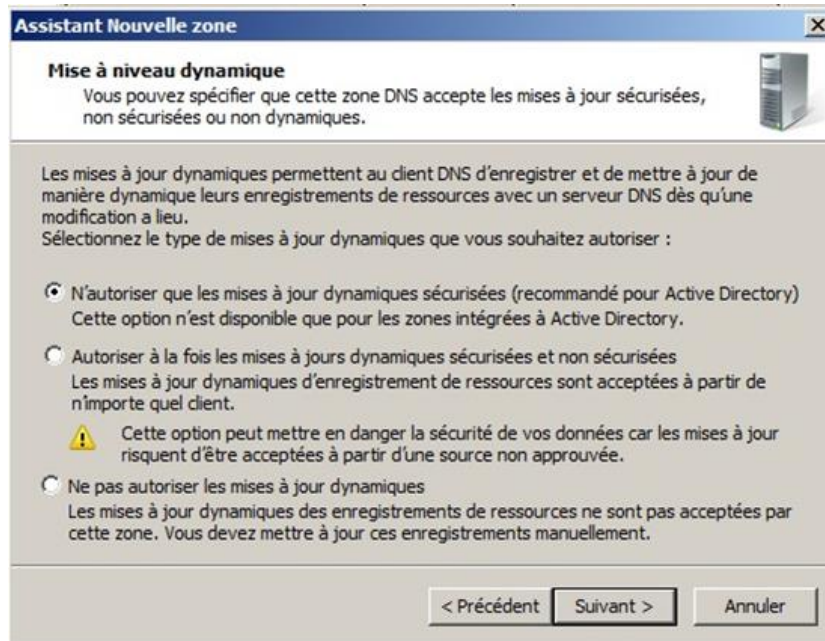 Assistant Nouvelle zone
Mise à niveau dynamique
Vous pouvez spécifier que cette zone DNS accepte les mises à jour sécurisées,
non sécurisées ou non dynamiques.
Les mises à jour dynamiques permettent au client DNS d'enregistrer et de mettre à jour de
manière dynamique leurs enregistrements de ressources avec un serveur DNS dès qu'une
modification a lieu.
Sélectionnez le type de mises à jour dynamiques que vous souhaitez autoriser :
N'autoriser que les mises à jour dynamiques sécurisées (recommandé pour Active Directory)
Cette option n'est disponible que pour les zones intégrées à Active Directory.
Autoriser à la fois les mises à jours dynamiques sécurisées et non sécurisées
Les mises à jour dynamiques d'enregistrement de ressources sont acceptées à partir de
n'importe quel client.
Cette option peut mettre en danger la sécurité de vos données car les mises à jour
risquent d'être acceptées à partir d'une source non approuvée.
Ne pas autoriser les mises à jour dynamiques
Les mises à jour dynamiques des enregistrements de ressources ne sont pas acceptées par
cette zone. Vous devez mettre à jour ces enregistrements manuellement.
< Précédent Suivant > Annuler